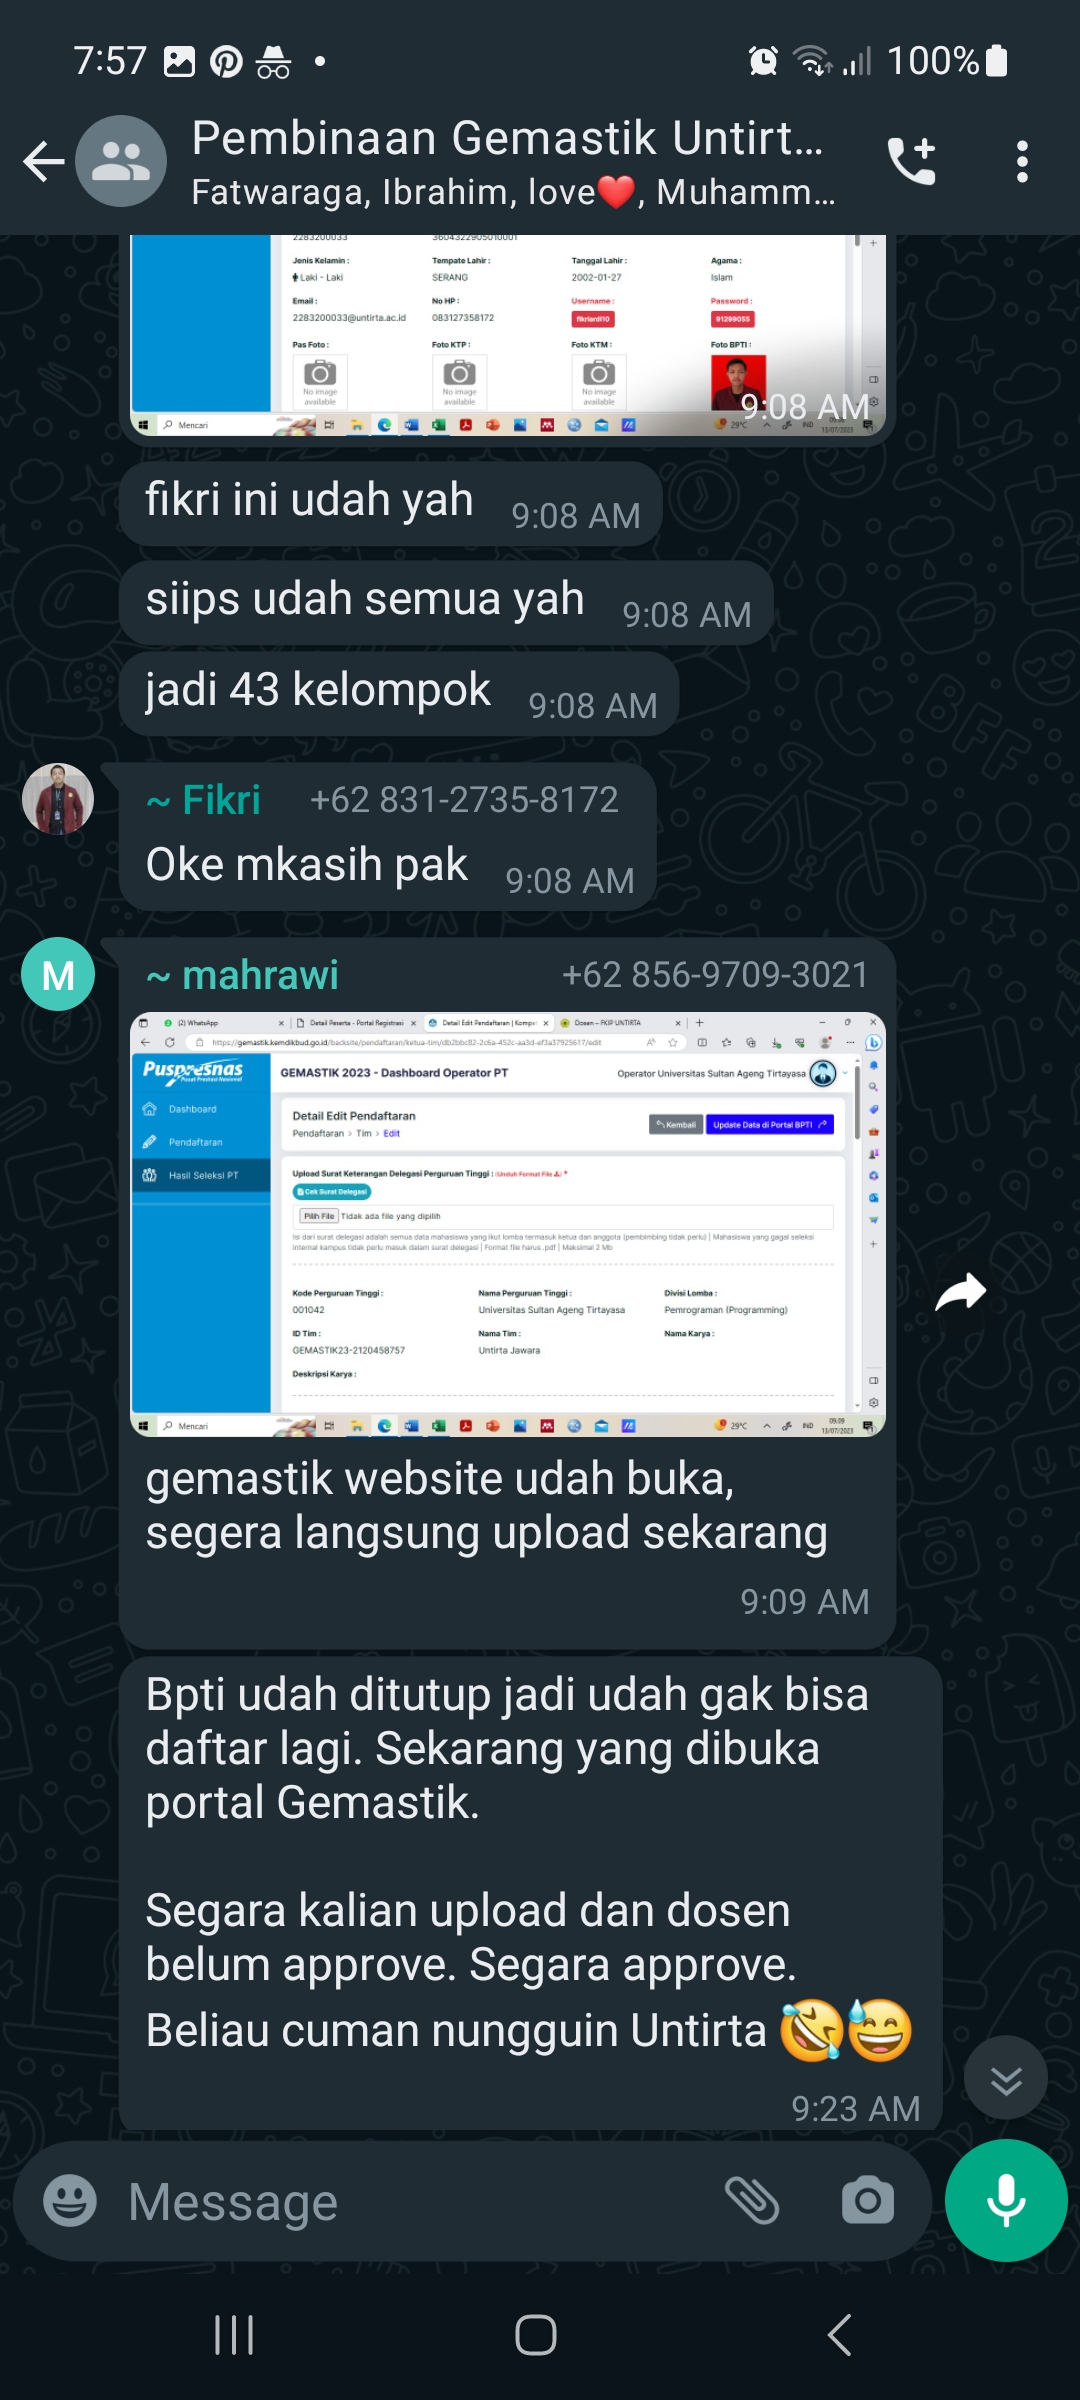 7:57
100%
Pembinaan Gemastik Untirt...
Fatwaraga, Ibrahim, love❤️, Muhamm...
2283200033 3604322905010001
Jenis Kelamin : Tempate Lahir : Tanggal Lahir : Agama :
Laki - Laki SERANG 2002-01-27 Islam
Email : No HP : Username : Password :
2283200033@untirta.ac.id 083127358172 fikriardi10 91299055
Pas Foto : Foto KTP : Foto KTM : Foto BPTI :
No image available No image available No image available
9:08 AM
Mencari 29°C IND 13/07/2023
fikri ini udah yah 9:08 AM
siips udah semua yah 9:08 AM
jadi 43 kelompok 9:08 AM
~ Fikri +62 831-2735-8172
Oke mkasih pak 9:08 AM
M
~ mahrawi +62 856-9709-3021
(2) WhatsApp Detail Peserta - Portal Registrasi Detail Edit Pendaftaran | Kompe Dosen – FKIP UNTIRTA
https://gemastik.kemdikbud.go.id/backsite/pendaftaran/ketua-tim/db2bbc82-2c6a-452c-aa3d-ef3a37925617/edit
Puspresnas
Pusat Prestasi Nasional
GEMASTIK 2023 - Dashboard Operator PT
Operator Universitas Sultan Ageng Tirtayasa
Dashboard
Pendaftaran
Hasil Seleksi PT
Detail Edit Pendaftaran
Pendaftaran > Tim > Edit
Kembali Update Data di Portal BPTI
Upload Surat Keterangan Delegasi Perguruan Tinggi : (Unduh Format File) *
Cek Surat Delegasi
Pilih File Tidak ada file yang dipilih
Isi dari surat delegasi adalah semua data mahasiswa yang ikut lomba termasuk ketua dan anggota (pembimbing tidak perlu) | Mahasiswa yang gagal seleksi
internal kampus tidak perlu masuk dalam surat delegasi | Format file harus .pdf | Maksimal 2 Mb
Kode Perguruan Tinggi : Nama Perguruan Tinggi : Divisi Lomba :
001042 Universitas Sultan Ageng Tirtayasa Pemrograman (Programming)
ID Tim : Nama Tim : Nama Karya :
GEMASTIK23-2120458757 Untirta Jawara
Deskripsi Karya :
Mencari 29°C IND 09.09 13/07/2023
gemastik website udah buka,
segera langsung upload sekarang
9:09 AM
Bpti udah ditutup jadi udah gak bisa
daftar lagi. Sekarang yang dibuka
portal Gemastik.
Segara kalian upload dan dosen
belum approve. Segara approve.
Beliau cuman nungguin Untirta 🤣😅
9:23 AM
Message